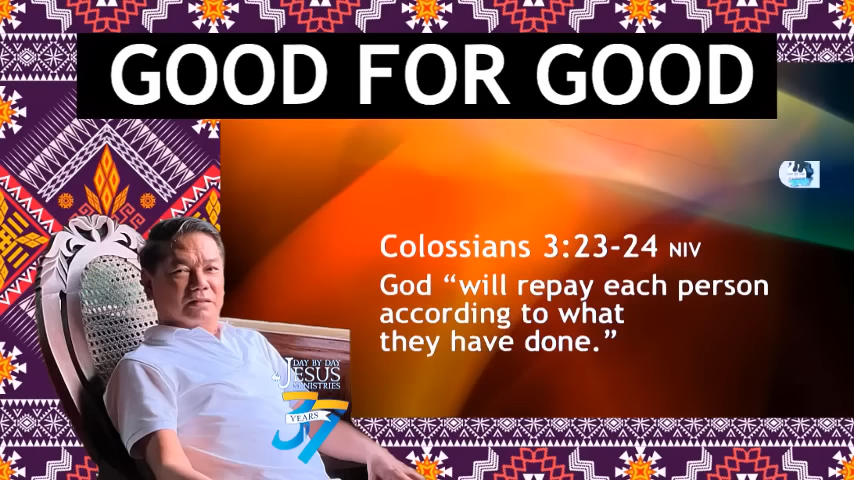 GOOD FOR GOOD
Colossians 3:23-24 NIV
God “will repay each person
according to what
they have done.”
DAY BY DAY
JESUS
MINISTRIES
37
YEARS